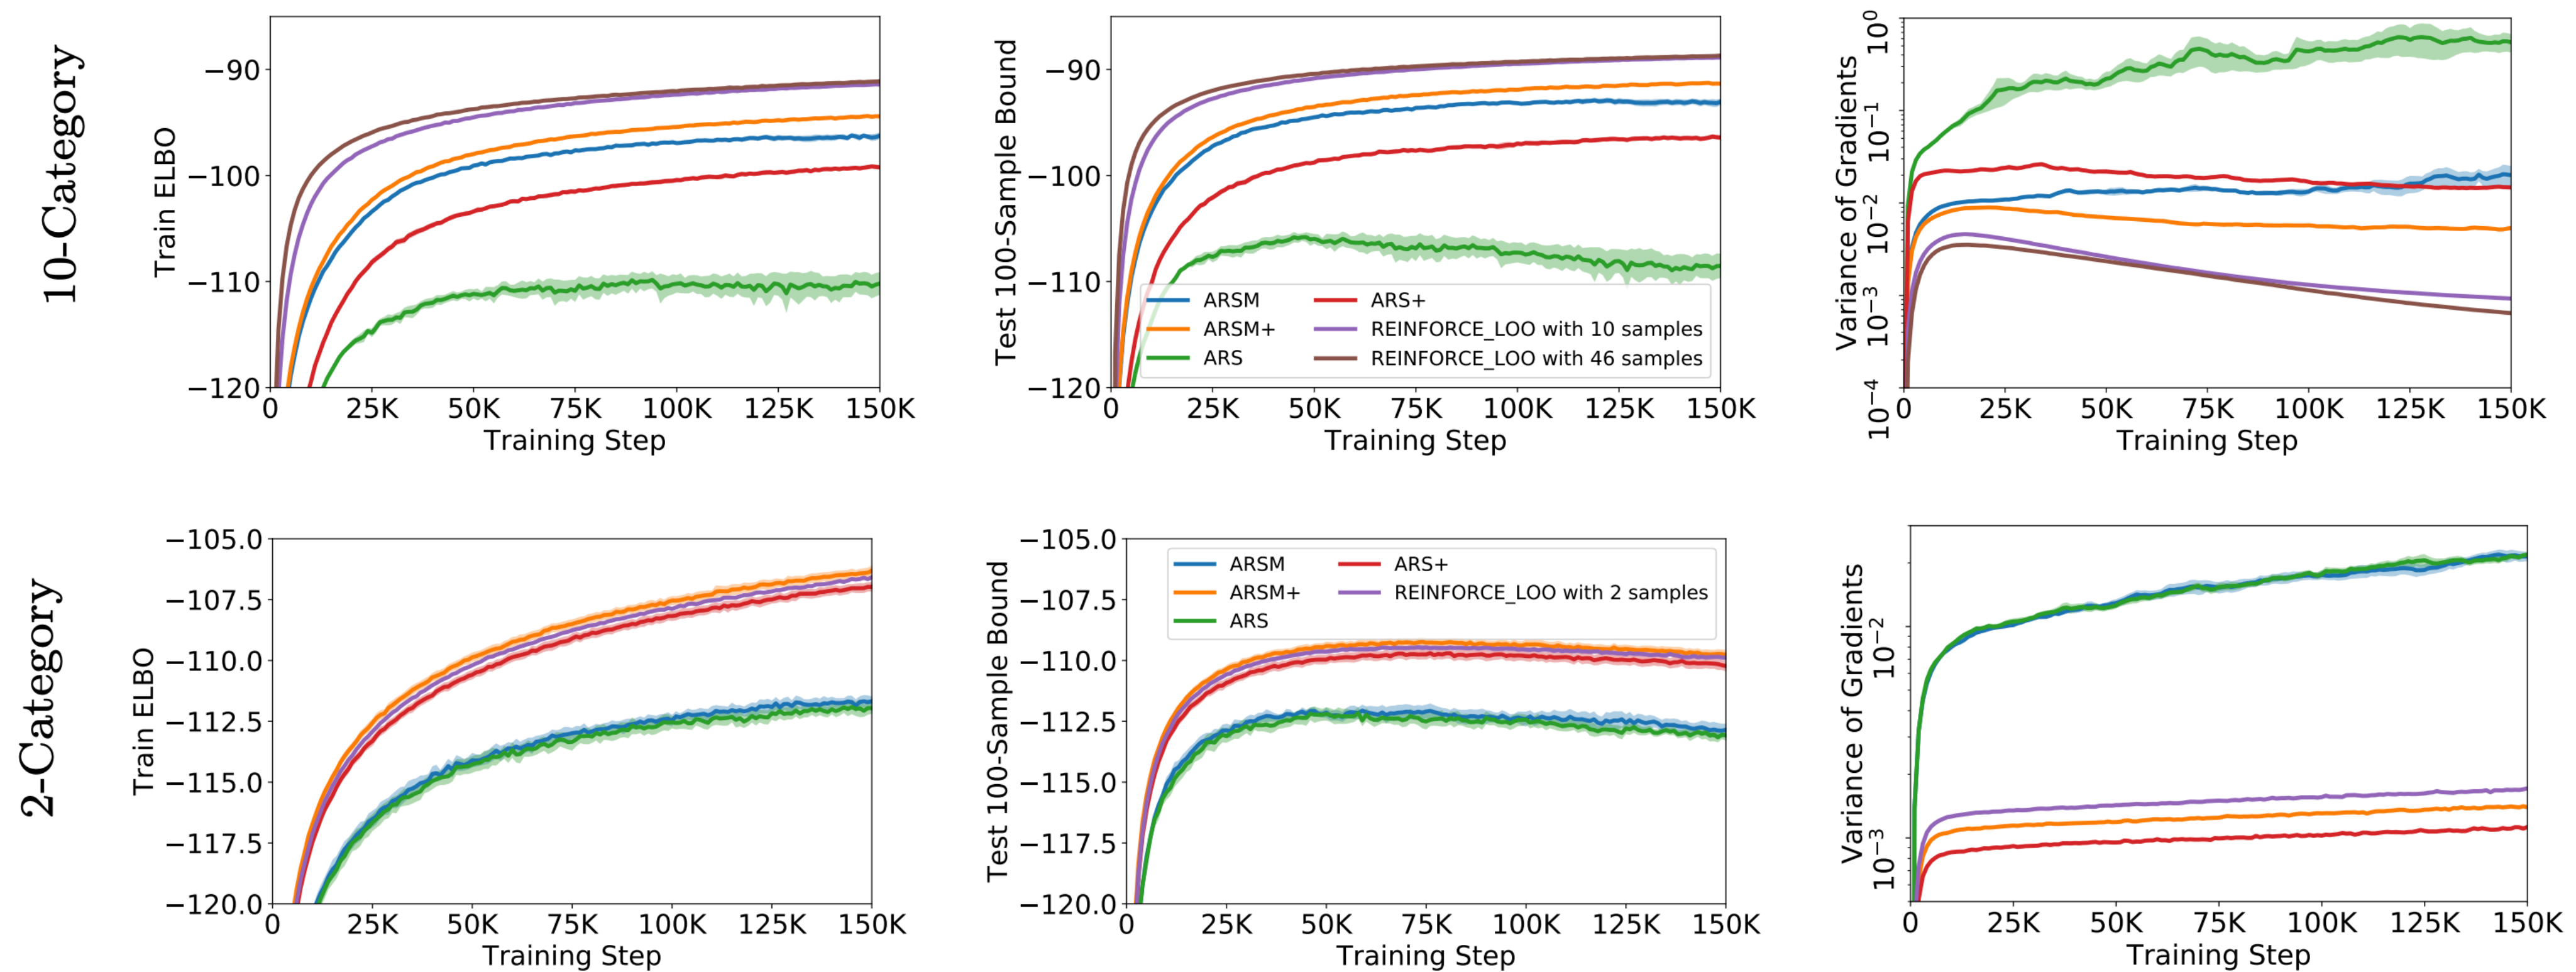 10-Category
Train ELBO
−90
−100
−110
−120
0 25K 50K 75K 100K 125K 150K
Training Step
Test 100-Sample Bound
−90
−100
−110
−120
ARSM
ARSM+
ARS
ARS+
REINFORCE_LOO with 10 samples
REINFORCE_LOO with 46 samples
0 25K 50K 75K 100K 125K 150K
Training Step
Variance of Gradients
10⁰
10⁻¹
10⁻²
10⁻³
10⁻⁴
0 25K 50K 75K 100K 125K 150K
Training Step
2-Category
Train ELBO
−105.0
−107.5
−110.0
−112.5
−115.0
−117.5
−120.0
0 25K 50K 75K 100K 125K 150K
Training Step
Test 100-Sample Bound
−105.0
−107.5
−110.0
−112.5
−115.0
−117.5
−120.0
ARSM
ARSM+
ARS
ARS+
REINFORCE_LOO with 2 samples
0 25K 50K 75K 100K 125K 150K
Training Step
Variance of Gradients
10⁻²
10⁻³
0 25K 50K 75K 100K 125K 150K
Training Step